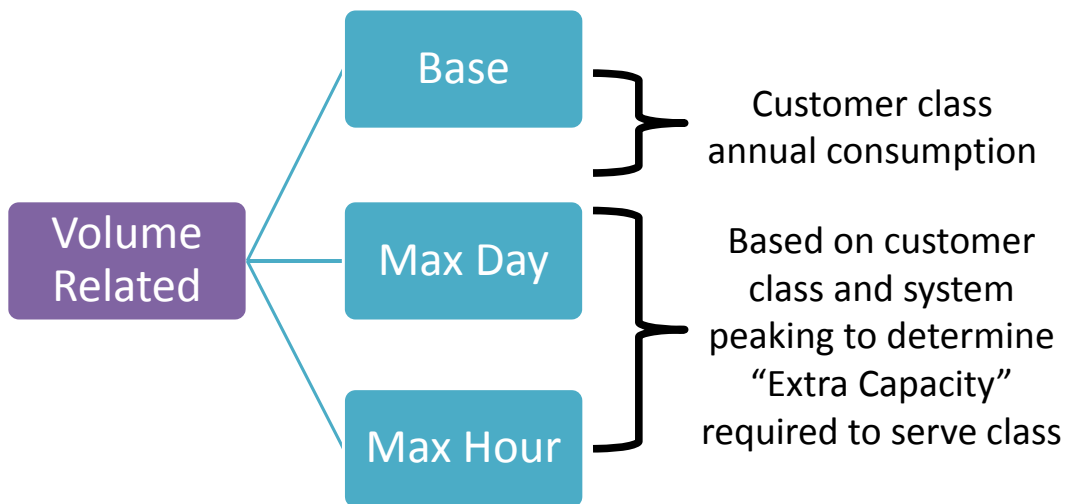 Base
Customer class
annual consumption
Volume
Related
Max Day
Based on customer
class and system
peaking to determine
“Extra Capacity”
required to serve class
Max Hour